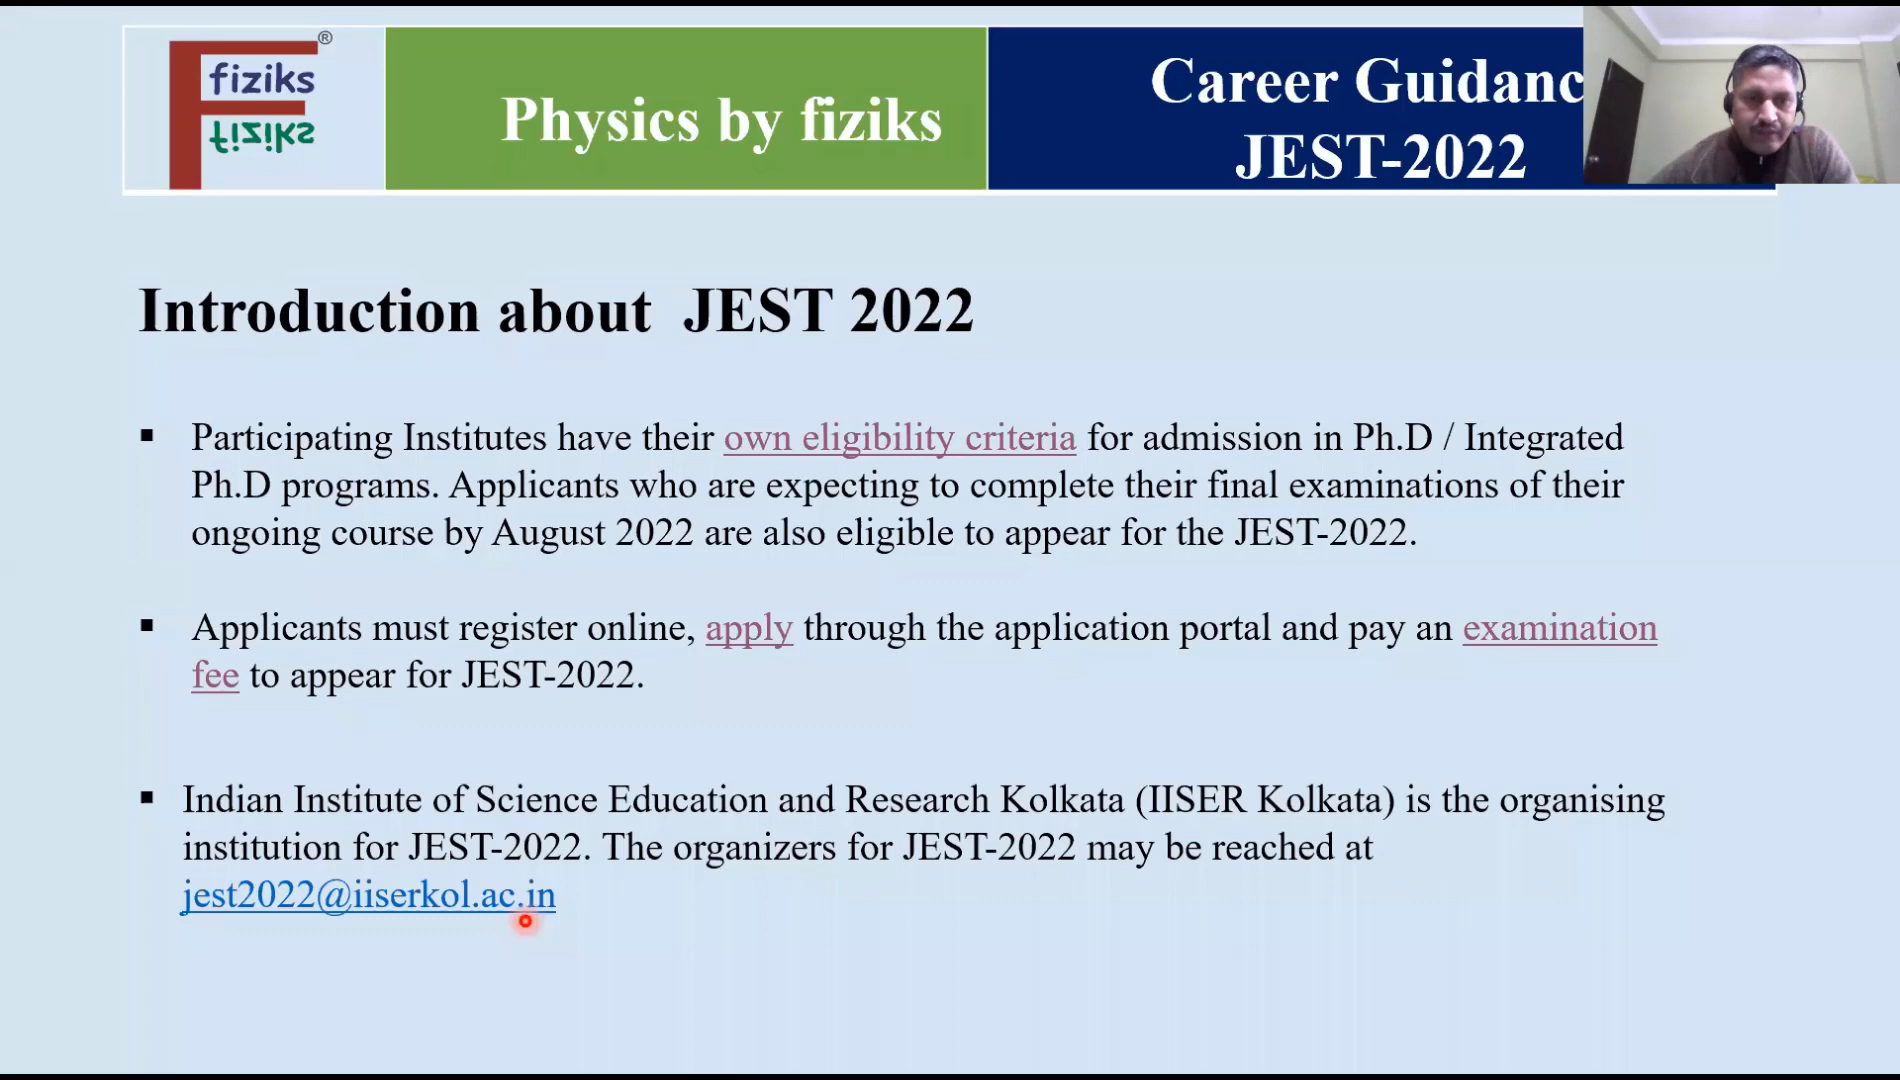 fiziks
fiziks
®
Physics by fiziks
Career Guidanc
JEST-2022
Introduction about JEST 2022
▪ Participating Institutes have their own eligibility criteria for admission in Ph.D / Integrated
Ph.D programs. Applicants who are expecting to complete their final examinations of their
ongoing course by August 2022 are also eligible to appear for the JEST-2022.
▪ Applicants must register online, apply through the application portal and pay an examination
fee to appear for JEST-2022.
▪ Indian Institute of Science Education and Research Kolkata (IISER Kolkata) is the organising
institution for JEST-2022. The organizers for JEST-2022 may be reached at
jest2022@iiserkol.ac.in